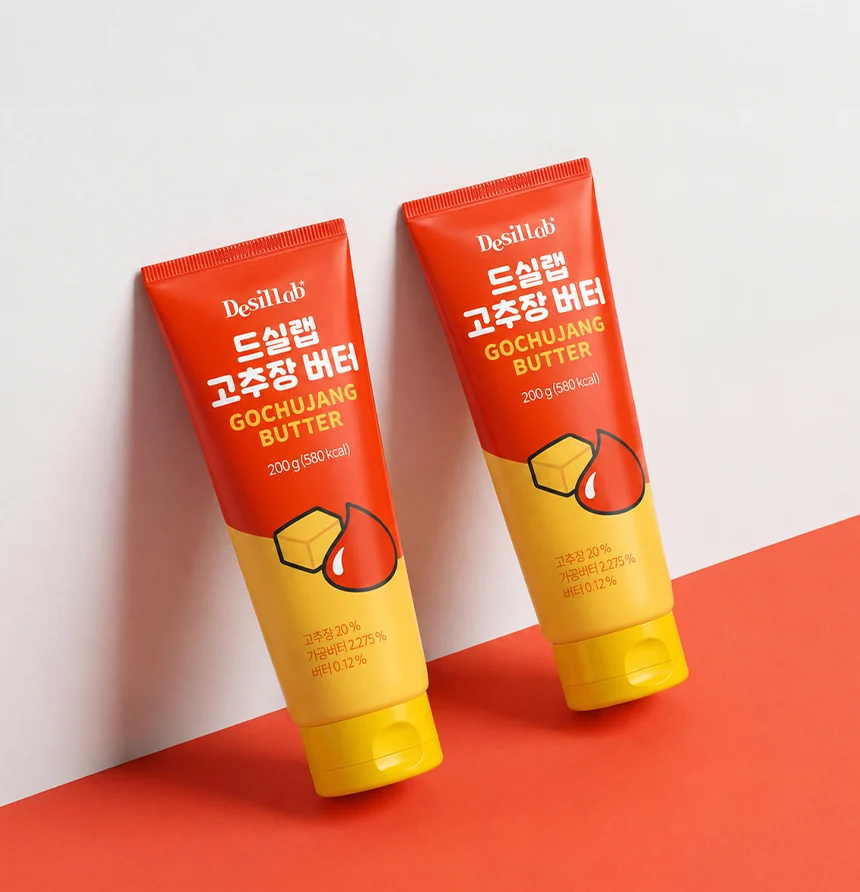 Desillab*
드실랩
고추장 버터
GOCHUJANG
BUTTER
200 g (580 kcal)
고추장 20 %
가공버터 2.275 %
버터 0.12 %
Desillab*
드실랩
고추장 버터
GOCHUJANG
BUTTER
200 g (580 kcal)
고추장 20 %
가공버터 2.275 %
버터 0.12 %